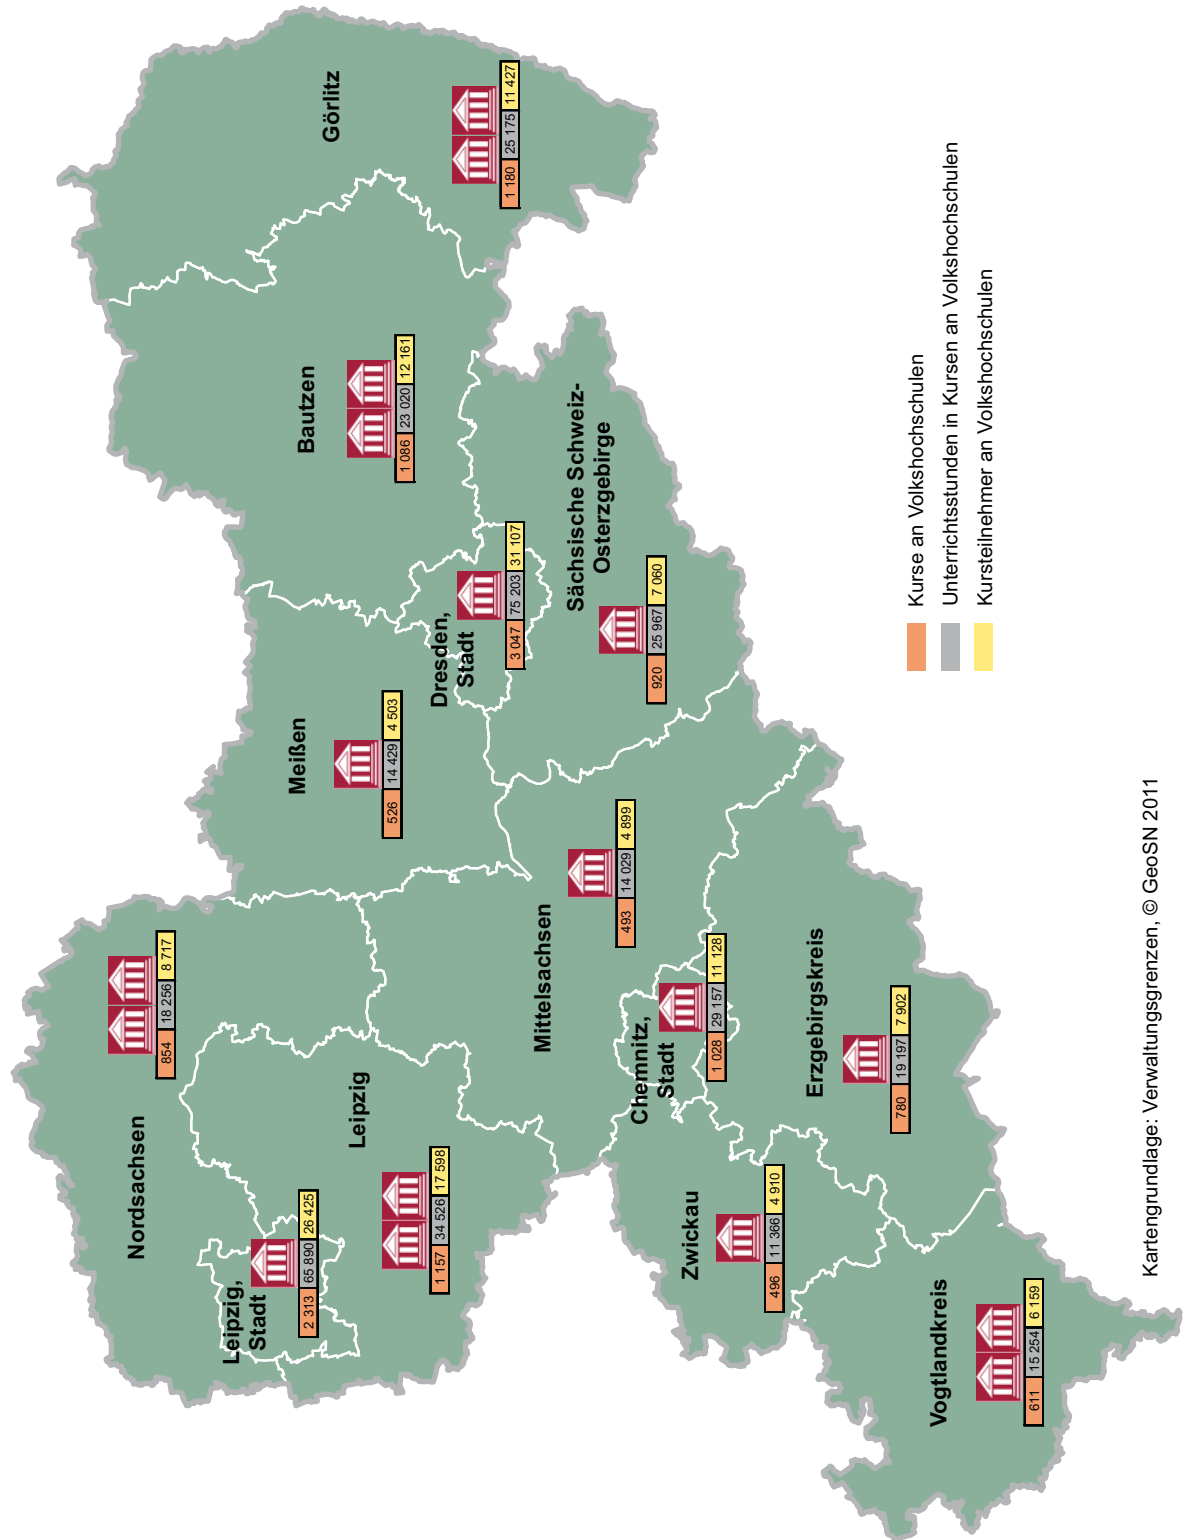 Nordsachsen
854 18 256 8 717
Leipzig,
Stadt
2 313 65 890 26 425
Leipzig
1 157 34 526 17 598
Meißen
526 14 429 4 503
Bautzen
1 086 23 020 12 161
Görlitz
1 180 25 175 11 427
Dresden,
Stadt
3 047 75 203 31 107
Sächsische Schweiz-
Osterzgebirge
920 25 967 7 060
Mittelsachsen
493 14 029 4 899
Chemnitz,
Stadt
1 028 29 157 11 128
Zwickau
496 11 366 4 910
Erzgebirgskreis
780 19 197 7 902
Vogtlandkreis
611 15 254 6 159
Kurse an Volkshochschulen
Unterrichtsstunden in Kursen an Volkshochschulen
Kursteilnehmer an Volkshochschulen
Kartengrundlage: Verwaltungsgrenzen, © GeoSN 2011